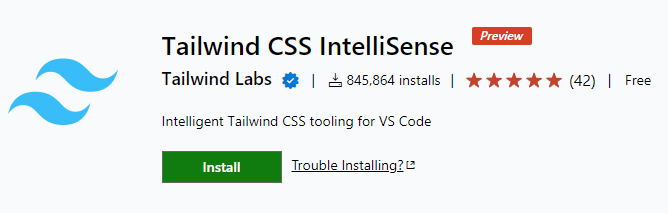 Tailwind CSS IntelliSense Preview
Tailwind Labs | 845,864 installs | (42) | Free
Intelligent Tailwind CSS tooling for VS Code
Install Trouble Installing?